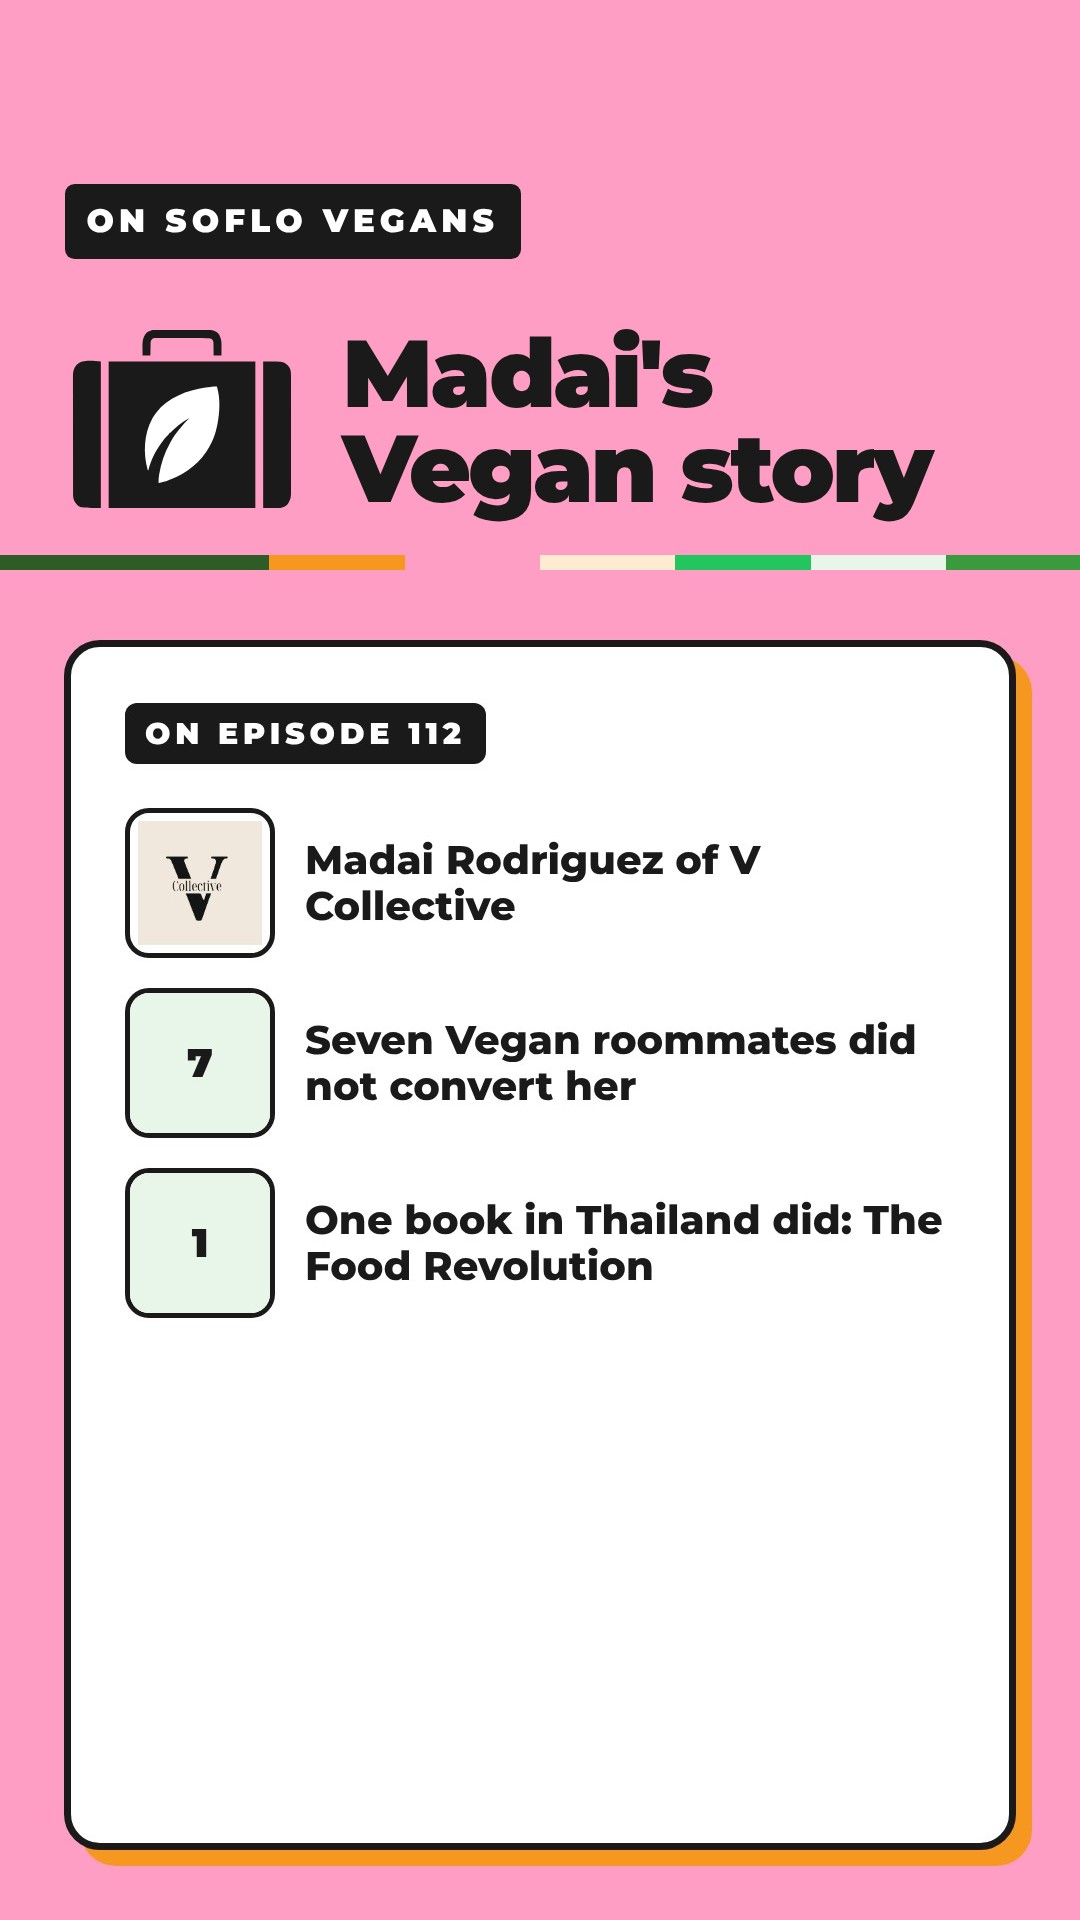 ON SOFLO VEGANS
Madai's
Vegan story
ON EPISODE 112
V
Collective
Madai Rodriguez of V
Collective
7
Seven Vegan roommates did
not convert her
1
One book in Thailand did: The
Food Revolution